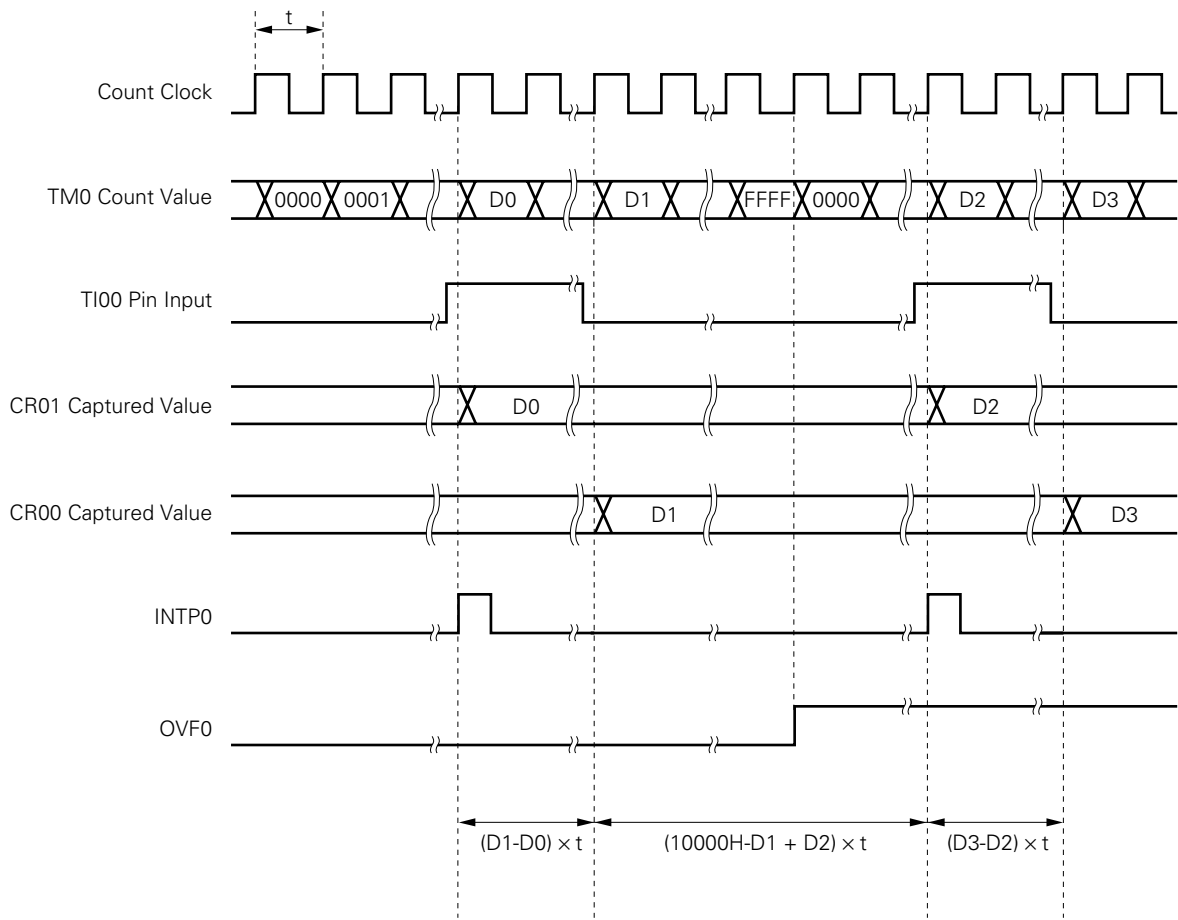 t
Count Clock
TM0 Count Value
0000 0001 D0 D1 FFFF 0000 D2 D3
TI00 Pin Input
CR01 Captured Value
D0 D2
CR00 Captured Value
D1 D3
INTP0
OVF0
(D1-D0) × t (10000H-D1 + D2) × t (D3-D2) × t